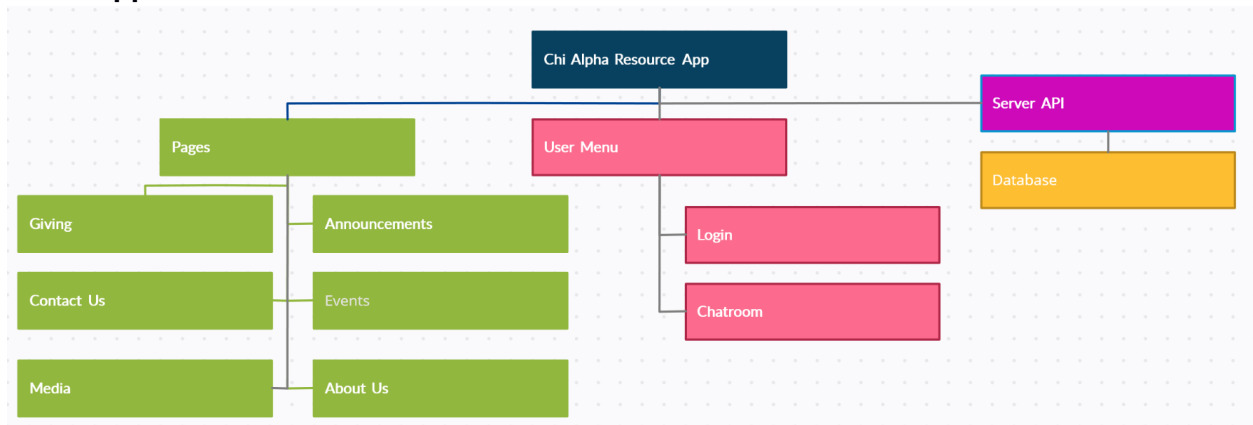 Chi Alpha Resource App
Server API
Pages
User Menu
Database
Giving
Announcements
Login
Contact Us
Events
Chatroom
Media
About Us